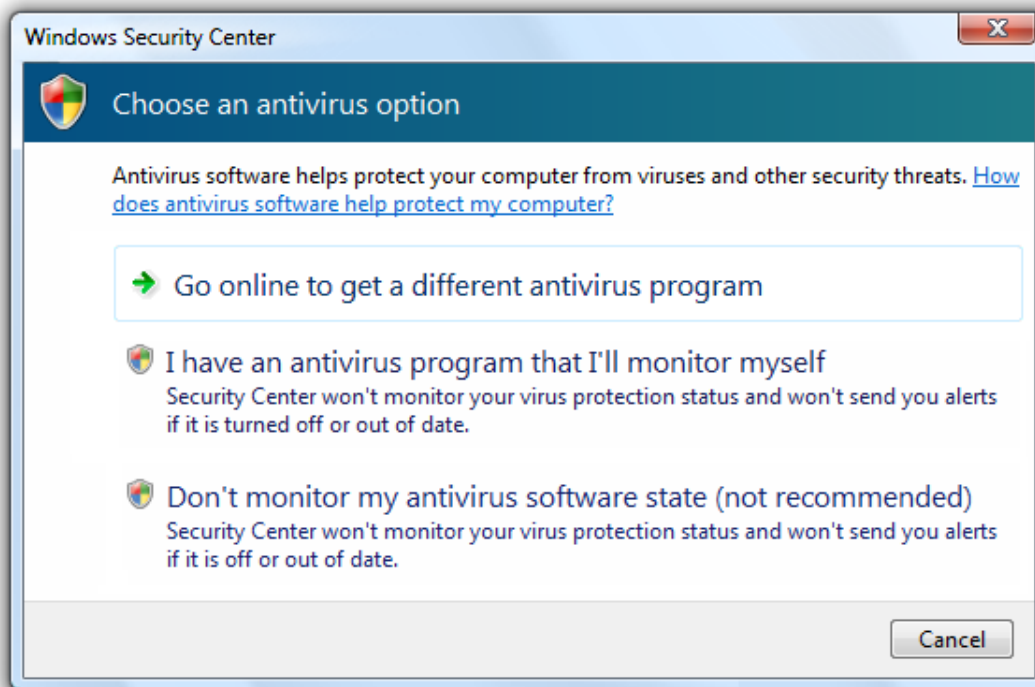 Windows Security Center
Choose an antivirus option
Antivirus software helps protect your computer from viruses and other security threats. How
does antivirus software help protect my computer?
Go online to get a different antivirus program
I have an antivirus program that I'll monitor myself
Security Center won't monitor your virus protection status and won't send you alerts
if it is turned off or out of date.
Don't monitor my antivirus software state (not recommended)
Security Center won't monitor your virus protection status and won't send you alerts
if it is off or out of date.
Cancel